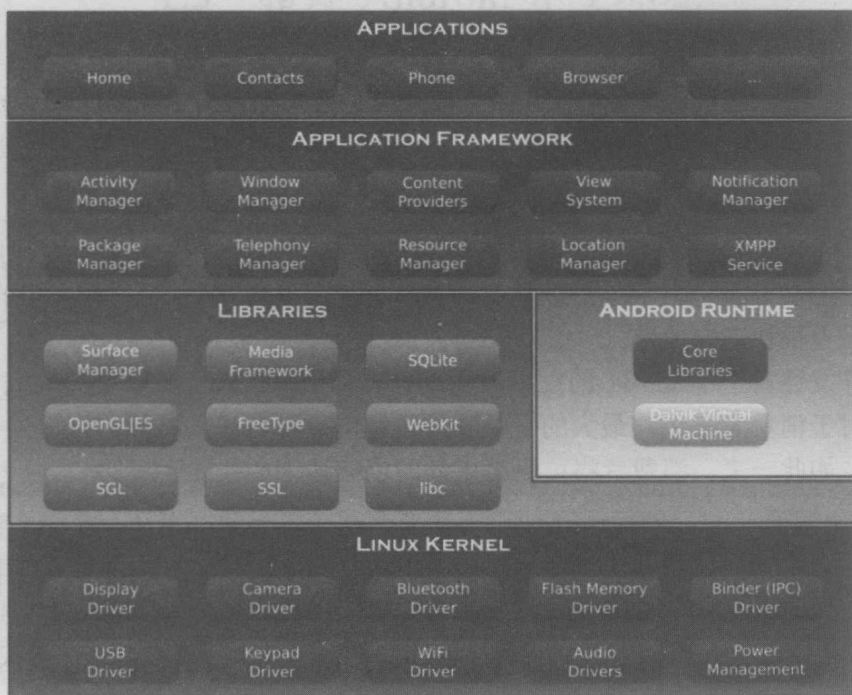 APPLICATIONS
Home Contacts Phone Browser ...
APPLICATION FRAMEWORK
Activity Manager
Window Manager
Content Providers
View System
Notification Manager
Package Manager
Telephony Manager
Resource Manager
Location Manager
XMPP Service
LIBRARIES
Surface Manager
Media Framework
SQLite
OpenGL|ES
FreeType
WebKit
SGL
SSL
libc
ANDROID RUNTIME
Core Libraries
Dalvik Virtual Machine
LINUX KERNEL
Display Driver
Camera Driver
Bluetooth Driver
Flash Memory Driver
Binder (IPC) Driver
USB Driver
Keypad Driver
WiFi Driver
Audio Drivers
Power Management